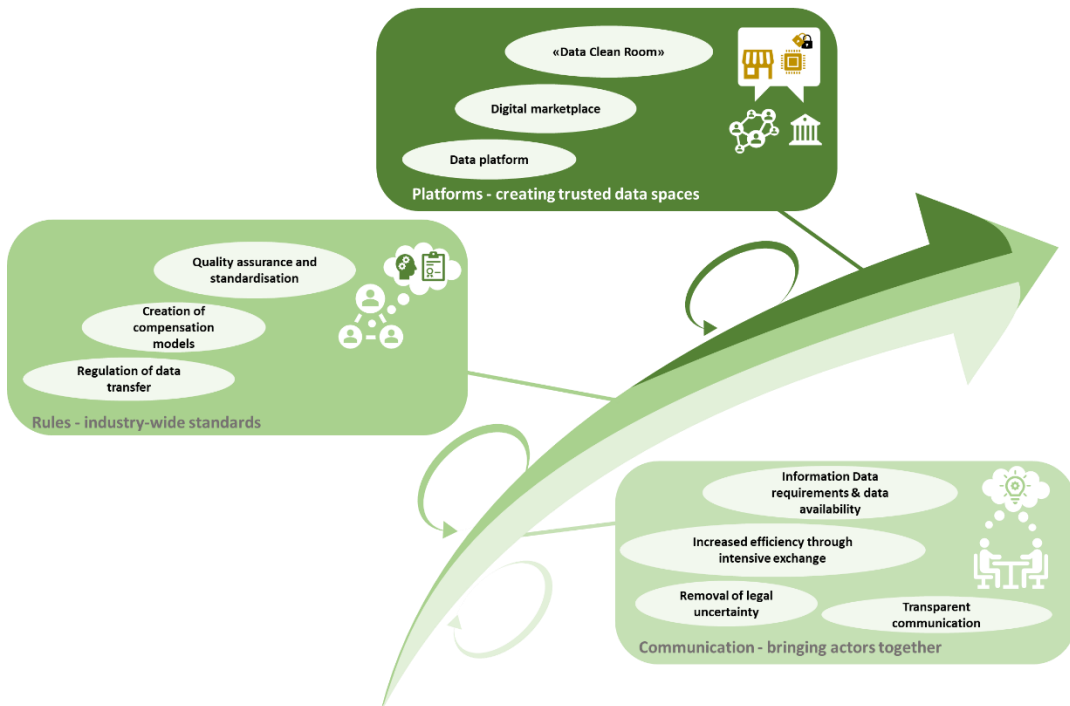 «Data Clean Room»
Digital marketplace
Data platform
Platforms - creating trusted data spaces
Quality assurance and
standardisation
Creation of
compensation
models
Regulation of data
transfer
Rules - industry-wide standards
Information Data
requirements & data
availability
Increased efficiency through
intensive exchange
Removal of legal
uncertainty
Transparent
communication
Communication - bringing actors together